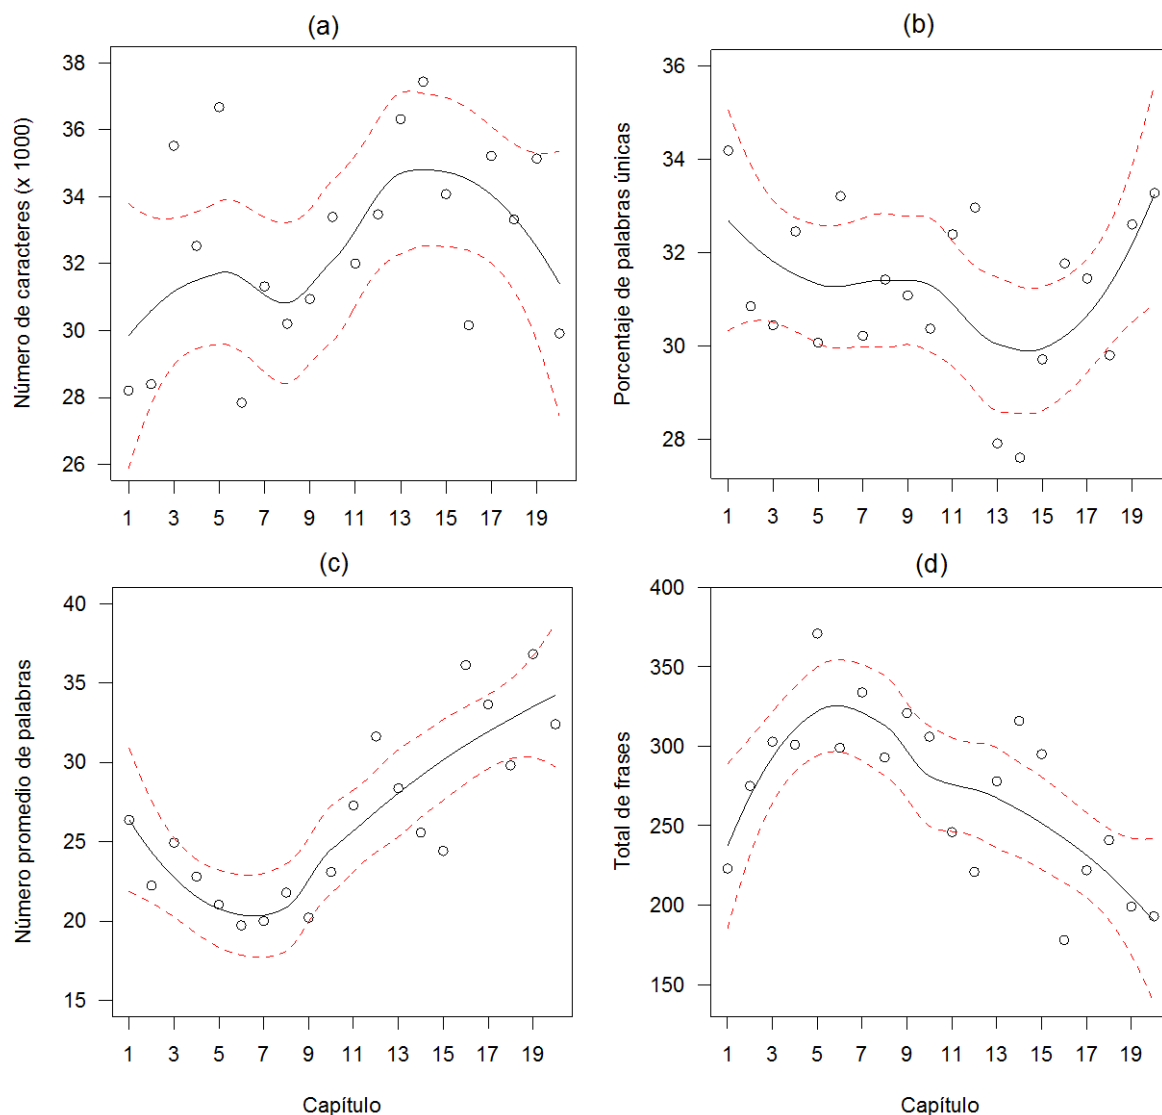 (a)
Número de caracteres (x 1000)
38
36
34
32
30
28
26
1 3 5 7 9 11 13 15 17 19
(b)
Porcentaje de palabras únicas
36
34
32
30
28
1 3 5 7 9 11 13 15 17 19
(c)
Número promedio de palabras
40
35
30
25
20
15
1 3 5 7 9 11 13 15 17 19
Capítulo
(d)
Total de frases
400
350
300
250
200
150
1 3 5 7 9 11 13 15 17 19
Capítulo